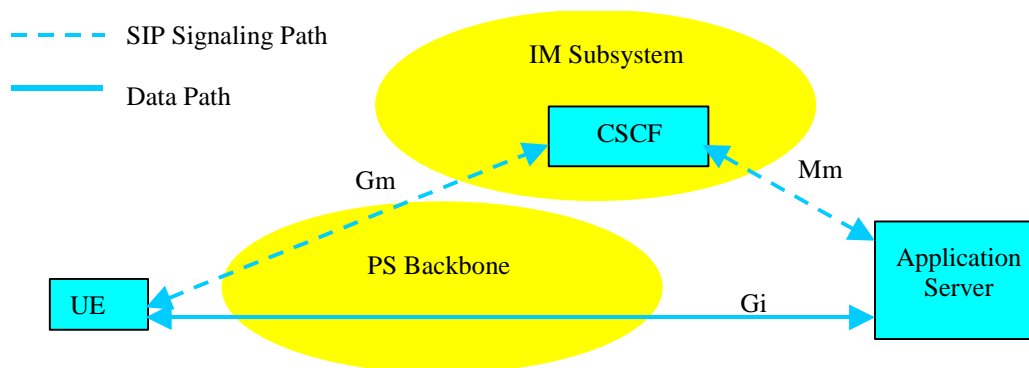 SIP Signaling Path
Data Path
IM Subsystem
CSCF
Gm
Mm
PS Backbone
UE
Gi
Application
Server